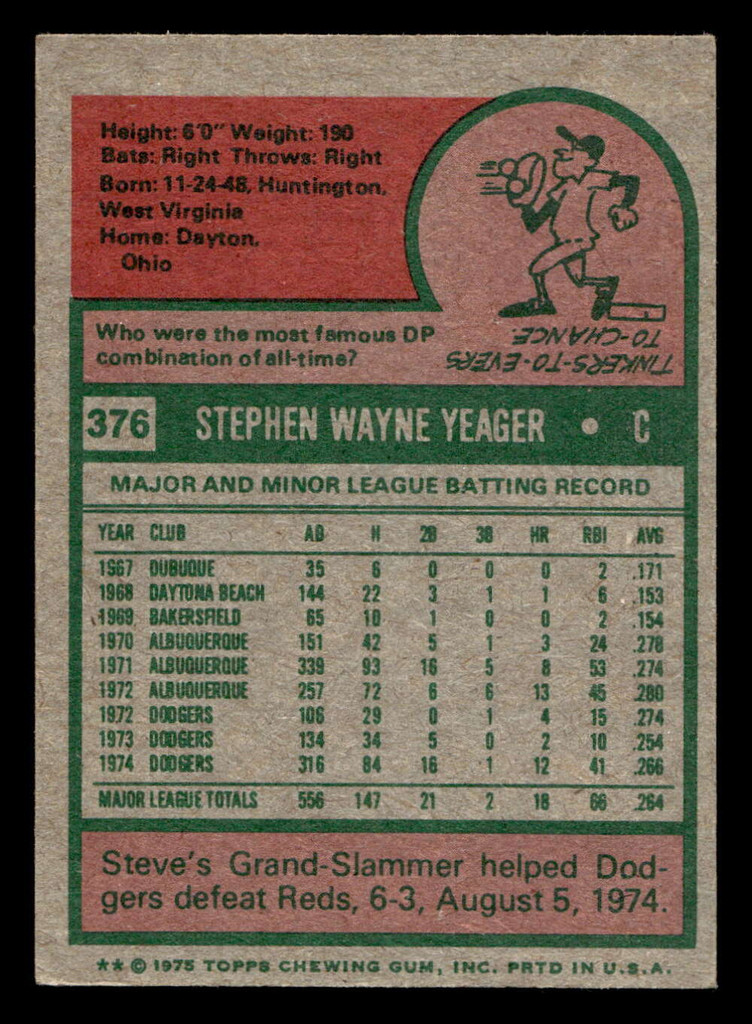 Height: 6'0" Weight: 190
Bats: Right Throws: Right
Born: 11-24-48, Huntington,
West Virginia
Home: Dayton,
Ohio
Who were the most famous DP
combination of all-time?
TINKERS-TO-EVERS
TO-CHANCE.
376 STEPHEN WAYNE YEAGER • C
MAJOR AND MINOR LEAGUE BATTING RECORD
YEAR CLUB AB H 2B 3B HR RBI AVG
1967 DUBUQUE 35 6 0 0 0 2 .171
1968 DAYTONA BEACH 144 22 3 1 1 6 .153
1969 BAKERSFIELD 65 10 1 0 0 2 .154
1970 ALBUQUERQUE 151 42 5 1 3 24 .278
1971 ALBUQUERQUE 339 93 16 5 8 53 .274
1972 ALBUQUERQUE 257 72 6 6 13 45 .280
1972 DODGERS 106 29 0 1 4 15 .274
1973 DODGERS 134 34 5 0 2 10 .254
1974 DODGERS 316 84 16 1 12 41 .266
MAJOR LEAGUE TOTALS 556 147 21 2 18 66 .264
Steve's Grand-Slammer helped Dod-
gers defeat Reds, 6-3, August 5, 1974.
** © 1975 TOPPS CHEWING GUM, INC. PRTD IN U.S.A.